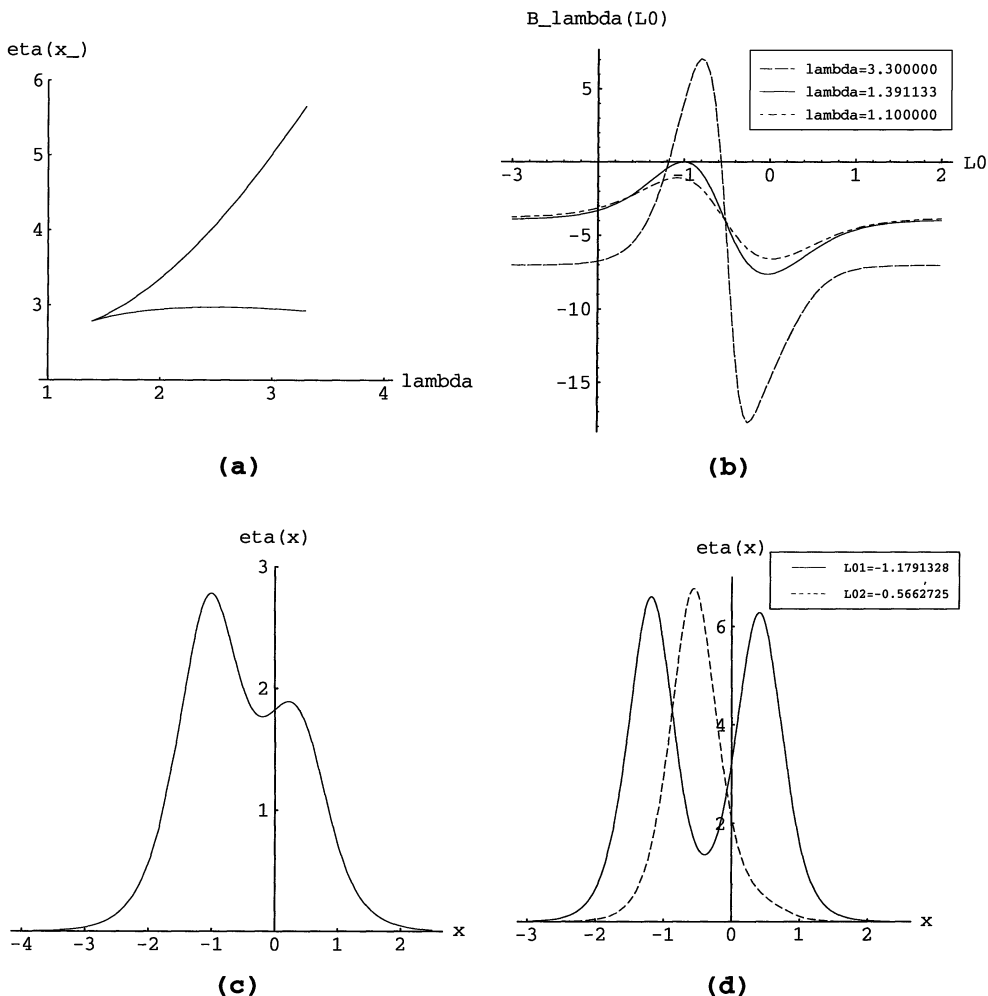 eta(x_)
6
5
4
3
1 2 3 4 lambda
(a)
B_lambda(L0)
lambda=3.300000
lambda=1.391133
lambda=1.100000
5
-3 -1 0 1 2 L0
-5
-10
-15
(b)
eta(x)
3
2
1
-4 -3 -2 -1 0 1 2 x
(c)
eta(x)
L01=-1.1791328
L02=-0.5662725
6
4
2
-3 -2 -1 0 1 2 x
(d)